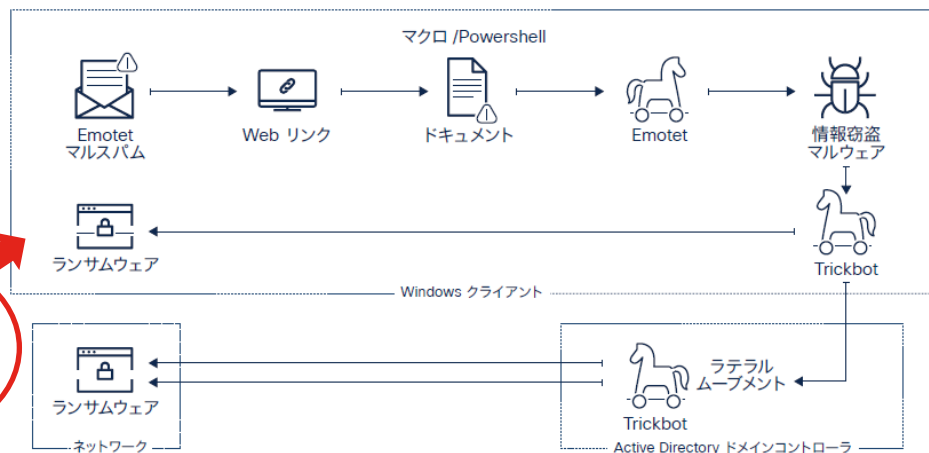 マクロ /Powershell
Emotet
マルスパム
Web リンク
ドキュメント
Emotet
情報窃盗
マルウェア
ランサムウェア
Trickbot
Windows クライアント
ランサムウェア
ラテラル
ムーブメント
Trickbot
ネットワーク
Active Directory ドメインコントローラ